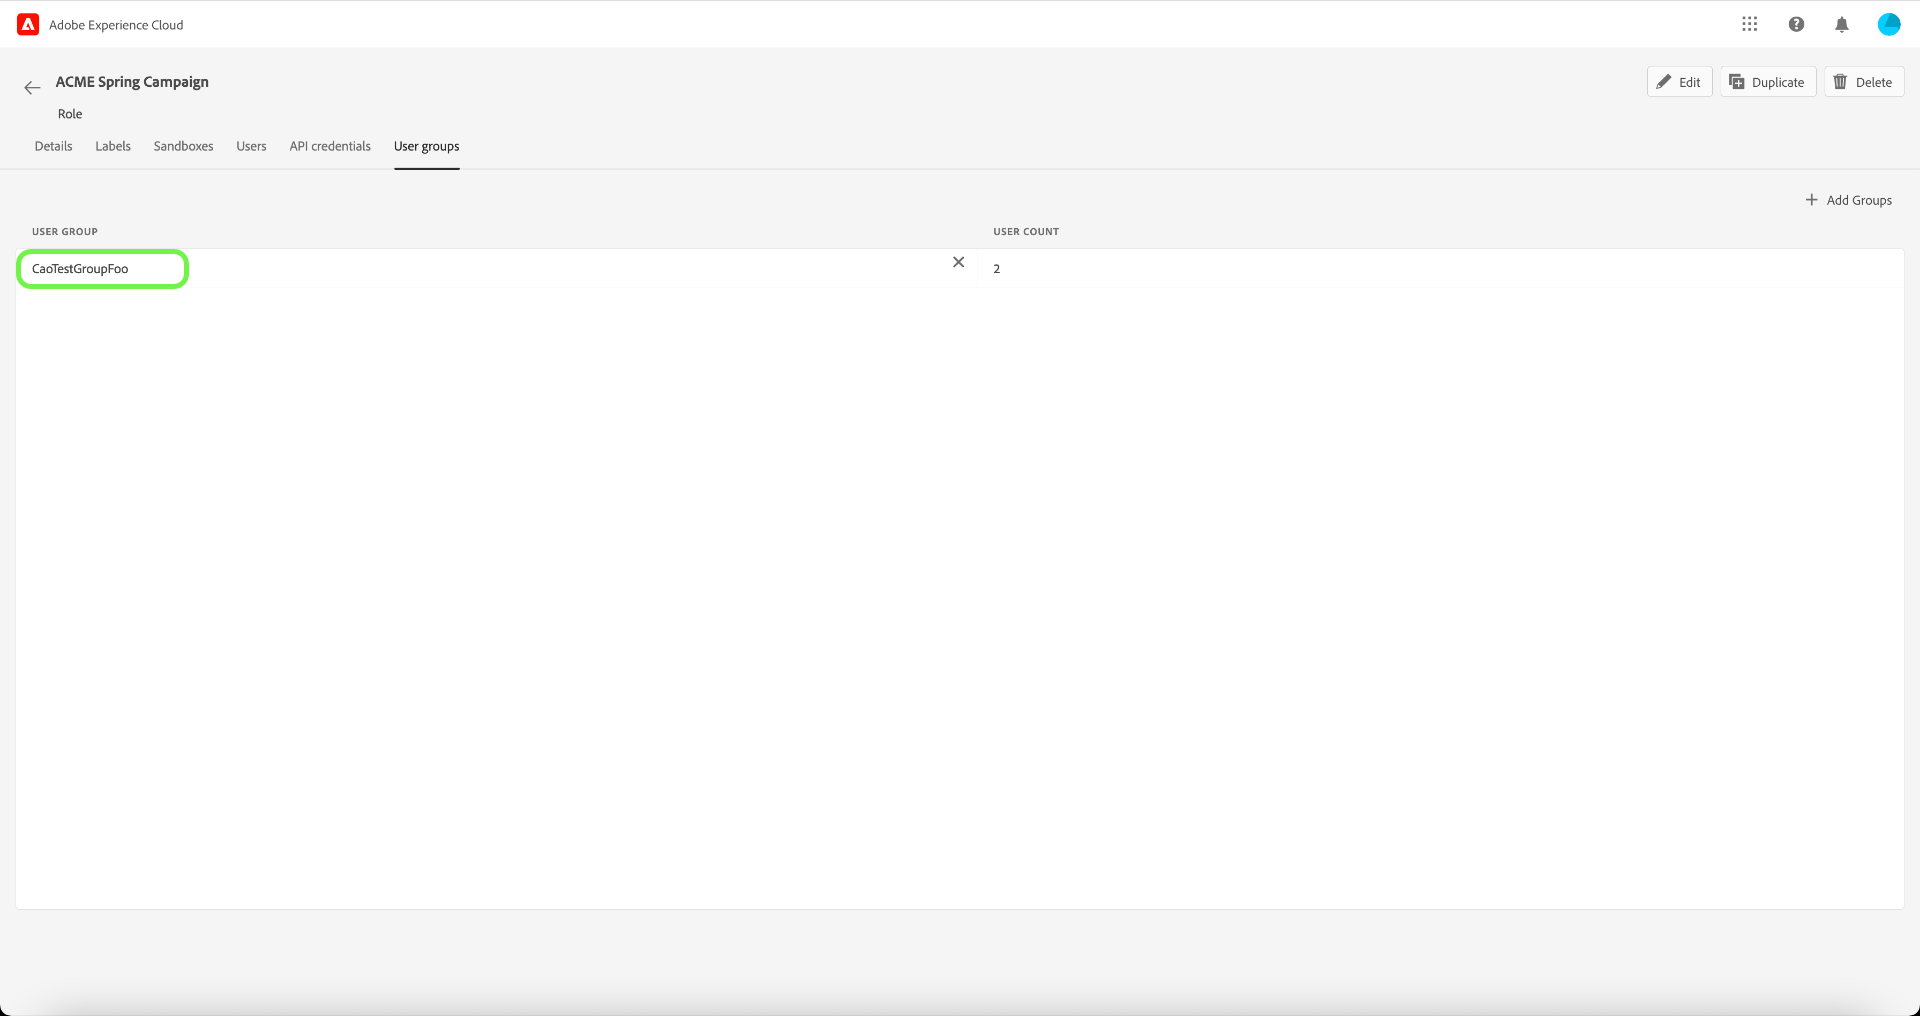 Adobe Experience Cloud
ACME Spring Campaign
Edit
Duplicate
Delete
Role
Details
Labels
Sandboxes
Users
API credentials
User groups
Add Groups
USER GROUP
USER COUNT
CaoTestGroupFoo
2